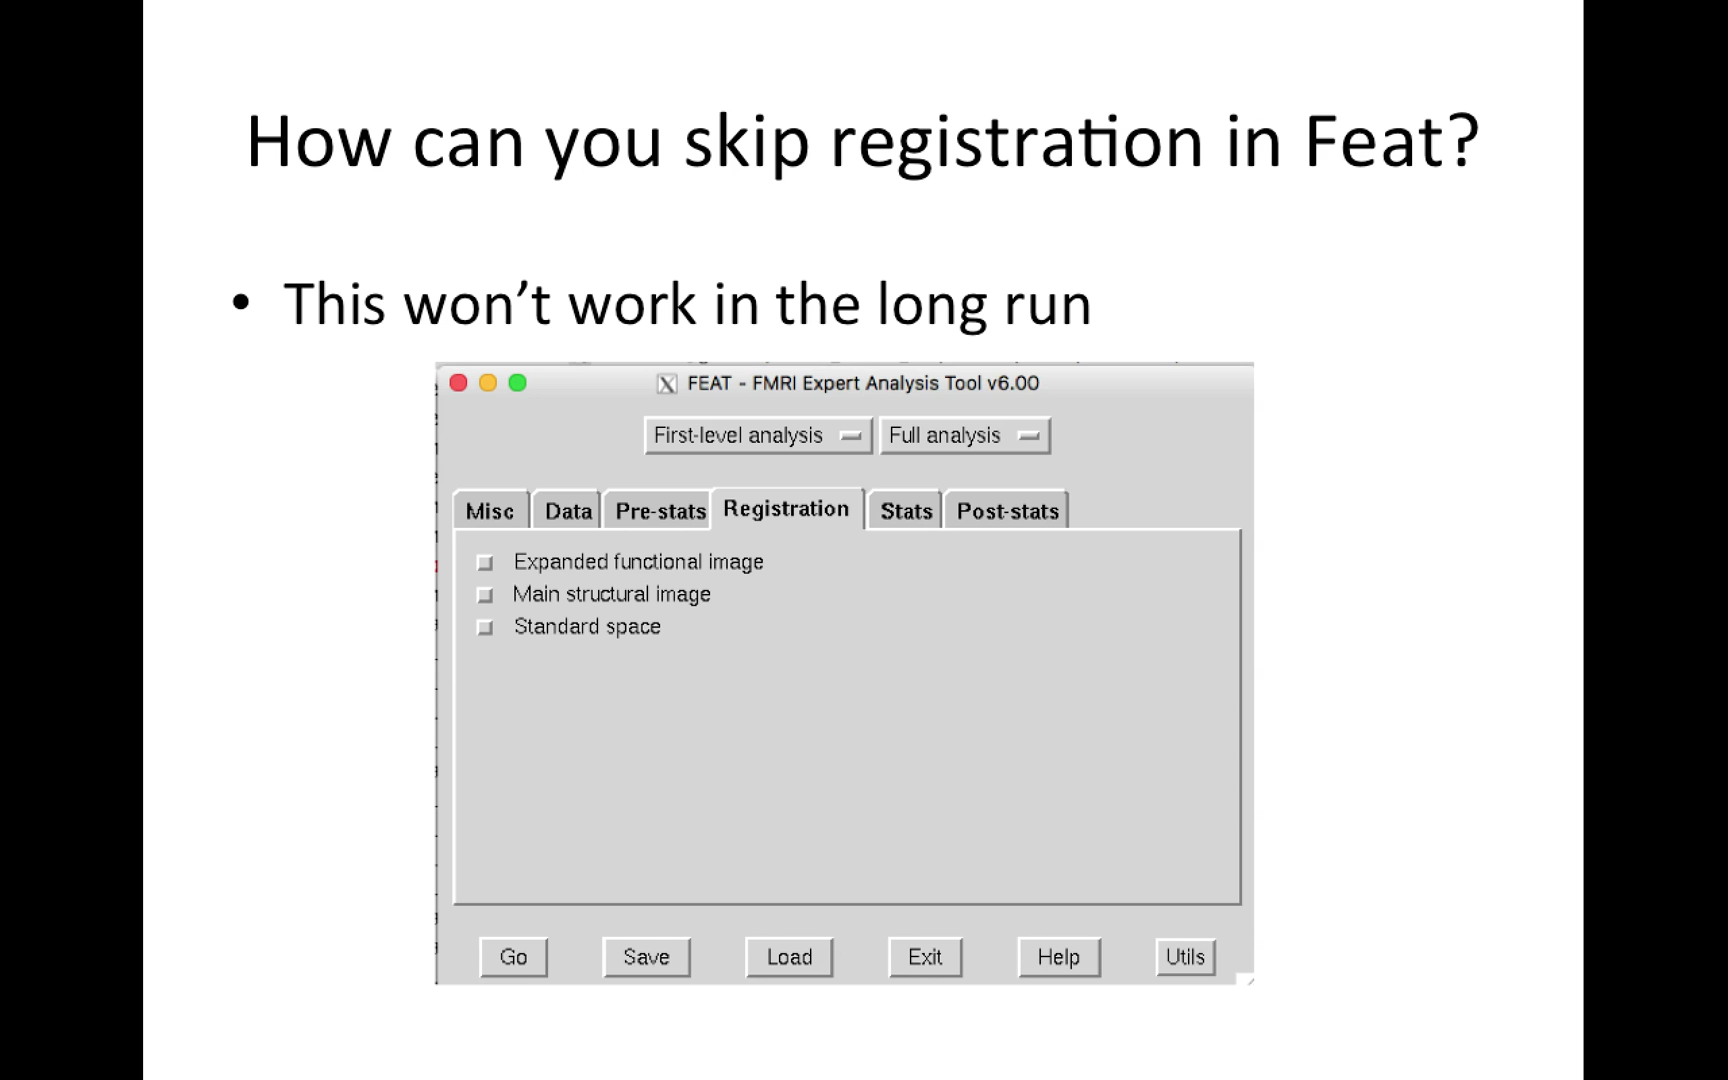 How can you skip registration in Feat?
• This won’t work in the long run
FEAT - FMRI Expert Analysis Tool v6.00
First-level analysis Full analysis
Misc Data Pre-stats Registration Stats Post-stats
Expanded functional image
Main structural image
Standard space
Go Save Load Exit Help Utils